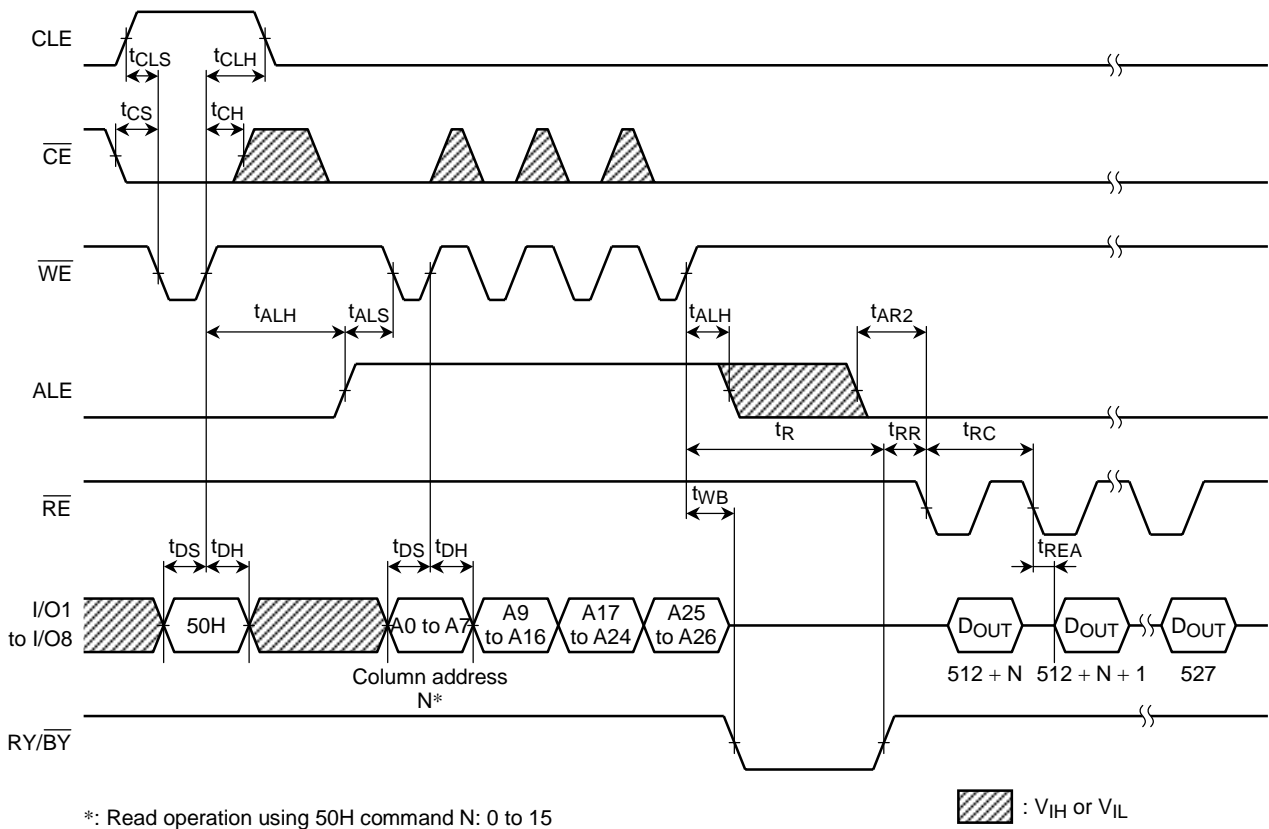 CLE
tCLS
tCLH
tCS
tCH
CE
WE
tALH
tALS
tALH
tAR2
ALE
tR
tRR
tRC
RE
tWB
tDS
tDH
tDS
tDH
tREA
I/O1
to I/O8
50H
A0 to A7
A9
to A16
A17
to A24
A25
to A26
DOUT
DOUT
DOUT
Column address
N*
512 + N
512 + N + 1
527
RY/BY
*: Read operation using 50H command N: 0 to 15
: VIH or VIL